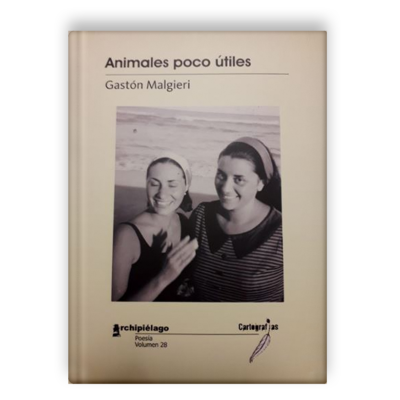 Animales poco útiles
Gastón Malgieri
Archipiélago
Poesía
Volumen 28
Cartografías